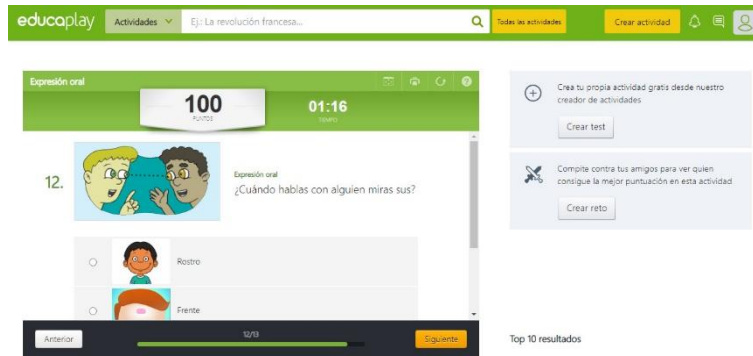 educaplay
Actividades
Ej.: La revolución francesa...
Todas las actividades
Crear actividad
Expresión oral
100
PUNTOS
01:16
TIEMPO
12.
Expresión oral
¿Cuándo hablas con alguien miras sus?
Rostro
Frente
Anterior
12/13
Siguiente
Crea tu propia actividad gratis desde nuestro
creador de actividades
Crear test
Compite contra tus amigos para ver quien
consigue la mejor puntuación en esta actividad
Crear reto
Top 10 resultados